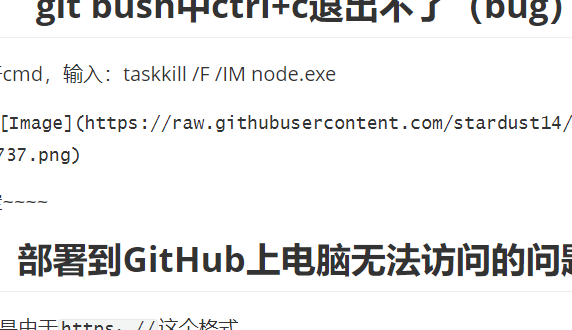 git bush中ctrl+c退出不了（bug）
cmd，输入：taskkill /F /IM node.exe
[Image](https://raw.githubusercontent.com/stardust14/
737.png)
~~~~
部署到GitHub上电脑无法访问的问题
是由于https://这个格式